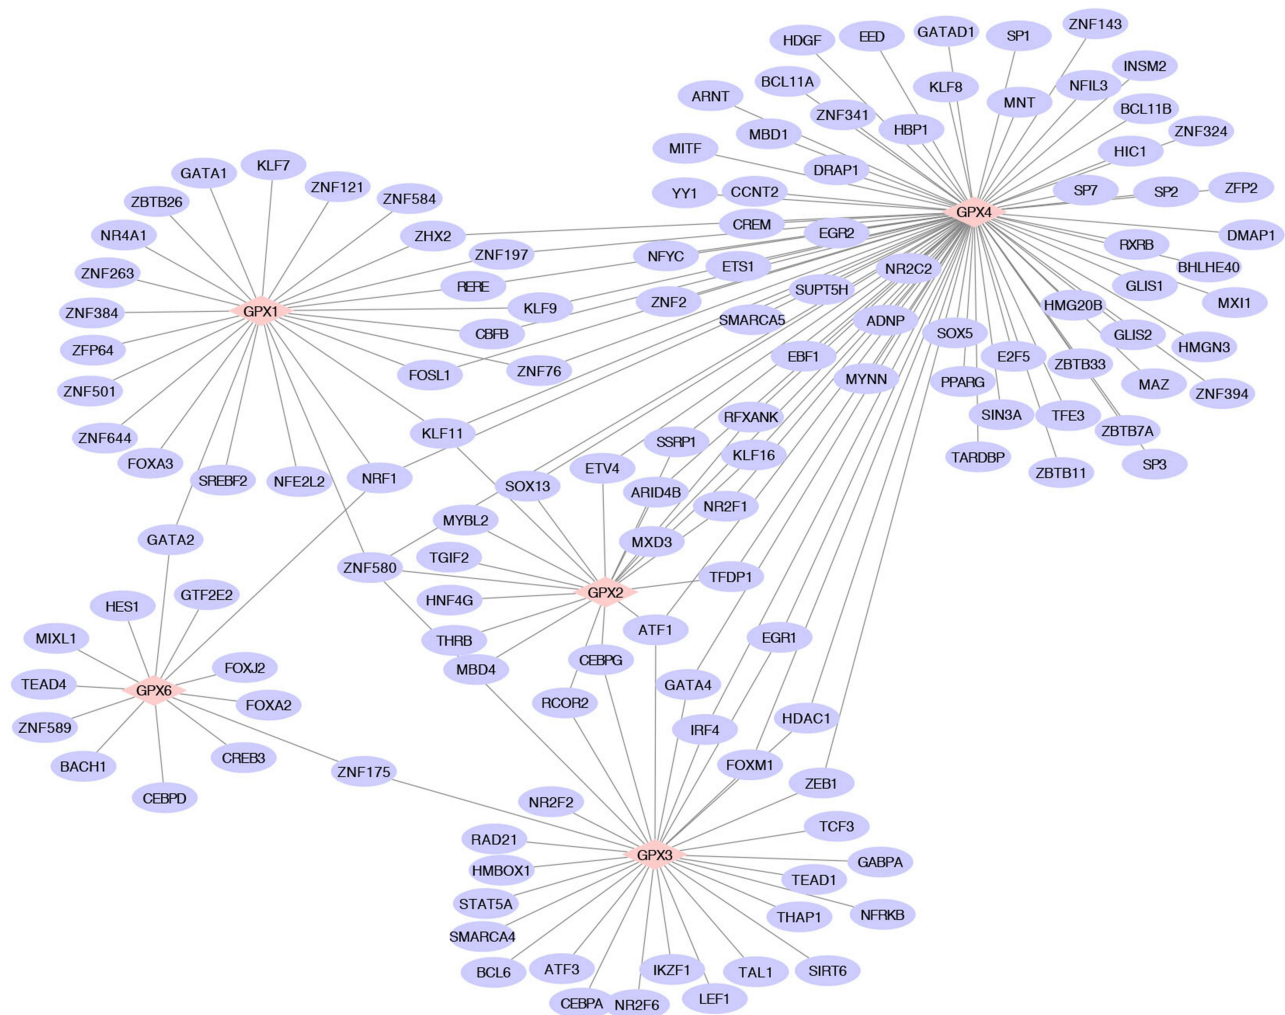 ZNF143
GATAD1
SP1
EED
HDGF
INSM2
BCL11A
KLF8
NFIL3
ARNT
MNT
BCL11B
ZNF341
HBP1
ZNF324
MBD1
MITF
HIC1
KLF7
DRAP1
GATA1
ZNF121
YY1
CCNT2
SP7
SP2
ZFP2
ZNF584
ZBTB26
GPX4
CREM
EGR2
NR4A1
ZHX2
DMAP1
RXRB
ZNF197
NFYC
ETS1
NR2C2
BHLHE40
ZNF263
RERE
SUPT5H
GLIS1
ZNF2
MXI1
HMG20B
KLF9
GPX1
ZNF384
SMARCA5
ADNP
CBFB
SOX5
GLIS2
HMGN3
ZFP64
EBF1
E2F5
ZBTB33
ZNF76
FOSL1
MYNN
PPARG
MAZ
ZNF501
ZNF394
SIN3A
TFE3
RFXANK
ZBTB7A
ZNF644
KLF11
SSRP1
KLF16
TARDBP
FOXA3
SP3
ETV4
ZBTB11
SREBF2
NFE2L2
NRF1
SOX13
ARID4B
NR2F1
MYBL2
GATA2
MXD3
TGIF2
ZNF580
TFDP1
GPX2
HNF4G
GTF2E2
HES1
ATF1
MIXL1
THRB
EGR1
CEBPG
FOXJ2
MBD4
TEAD4
GPX6
GATA4
FOXA2
RCOR2
HDAC1
ZNF589
IRF4
CREB3
BACH1
ZNF175
FOXM1
ZEB1
CEBPD
NR2F2
TCF3
RAD21
GPX3
GABPA
HMBOX1
TEAD1
STAT5A
THAP1
NFRKB
SMARCA4
BCL6
ATF3
IKZF1
TAL1
SIRT6
CEBPA
NR2F6
LEF1